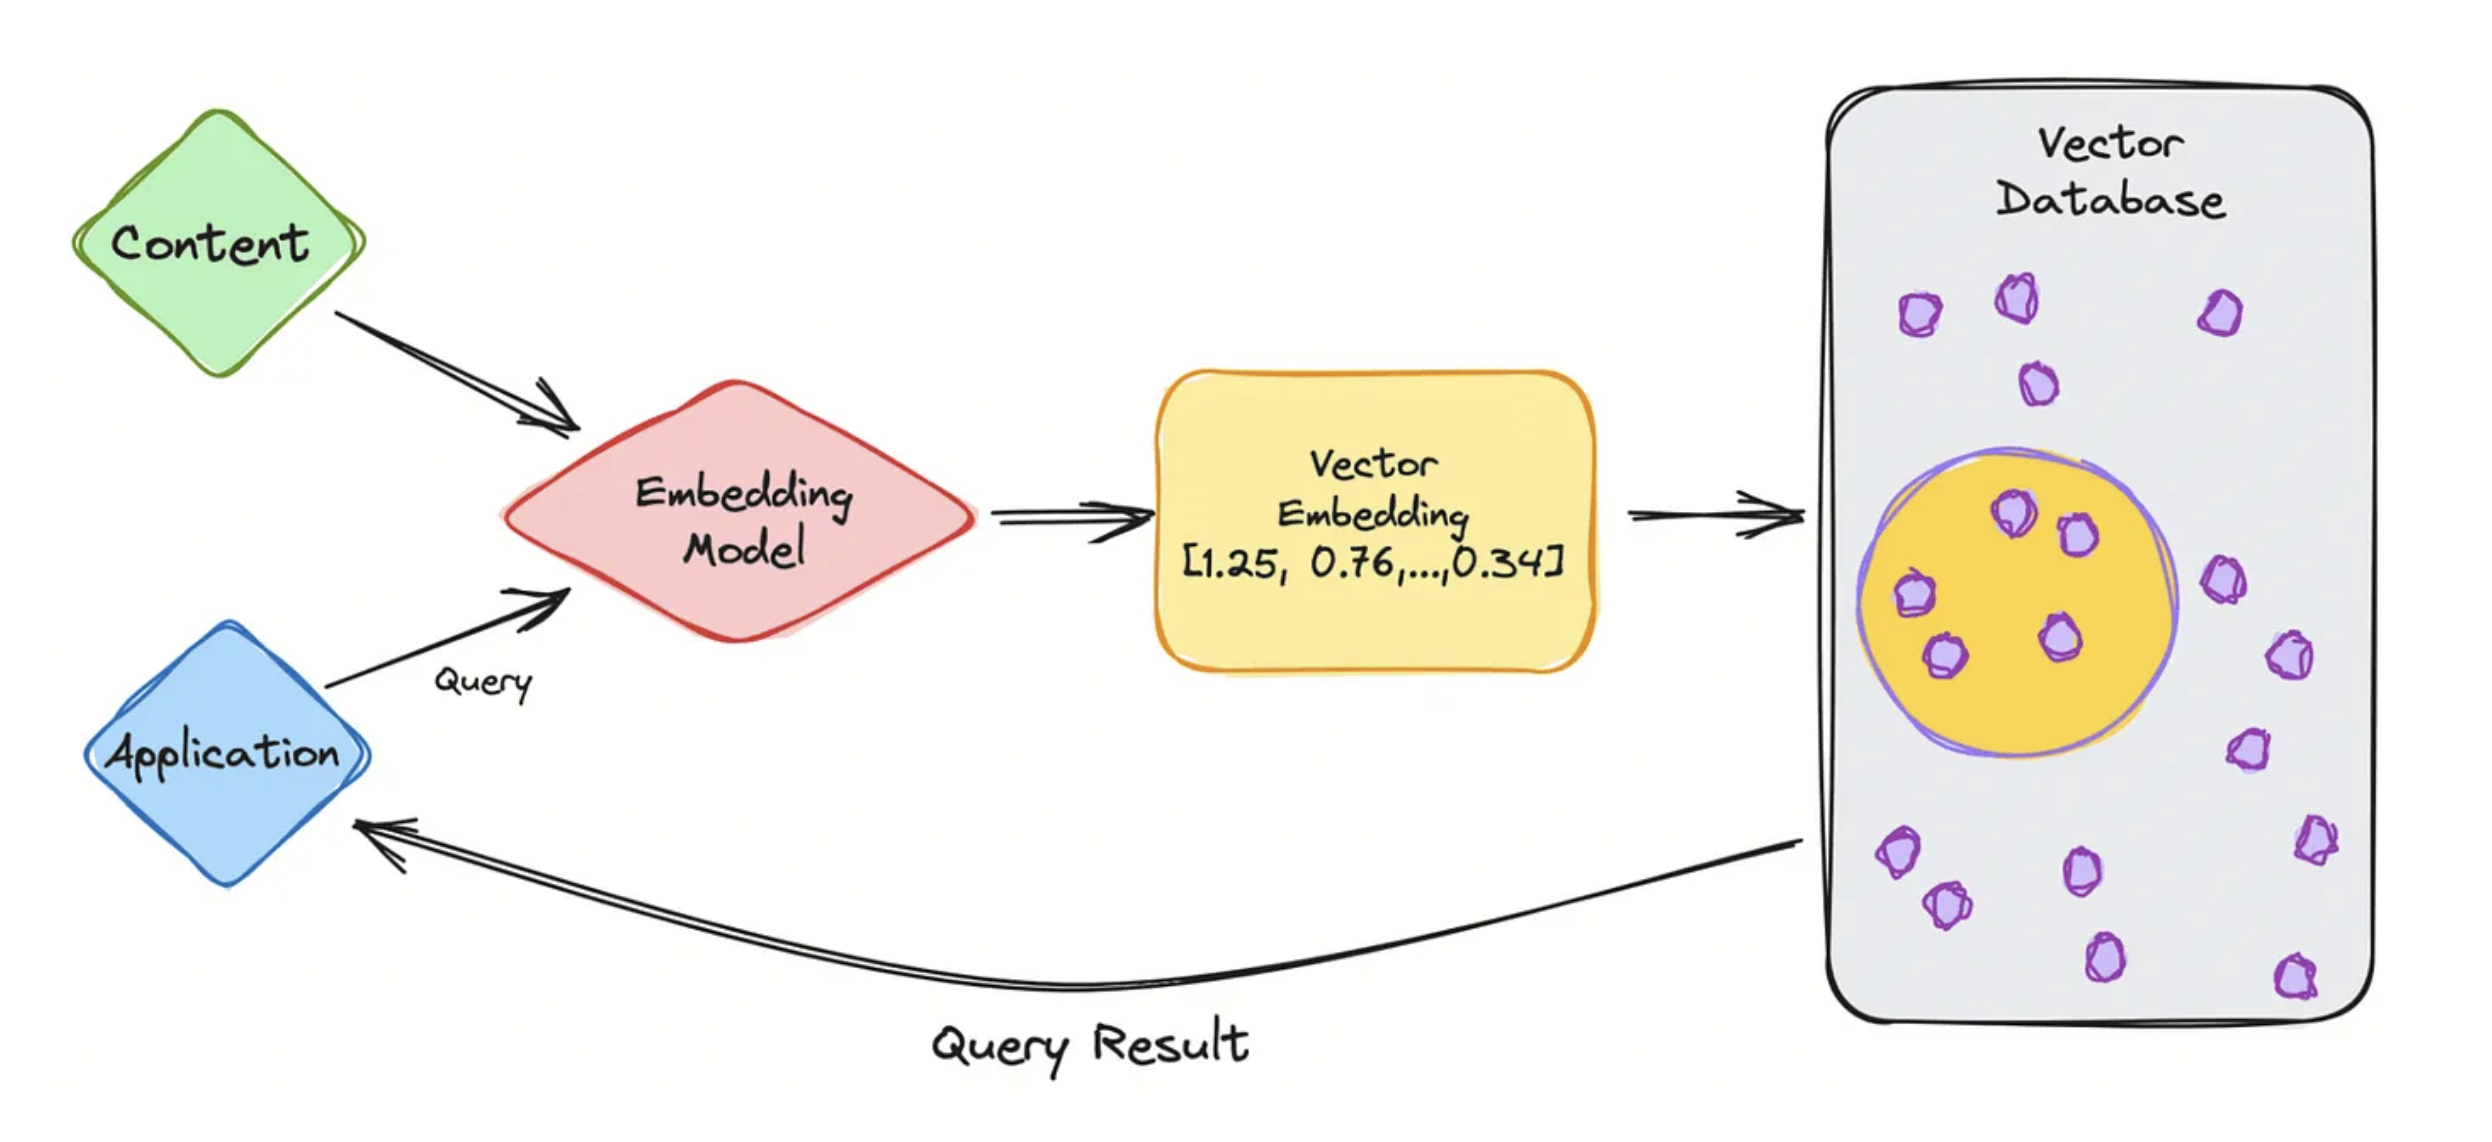 Content
Application
Query
Embedding
Model
Vector
Embedding
[1.25, 0.76,...,0.34]
Vector
Database
Query Result